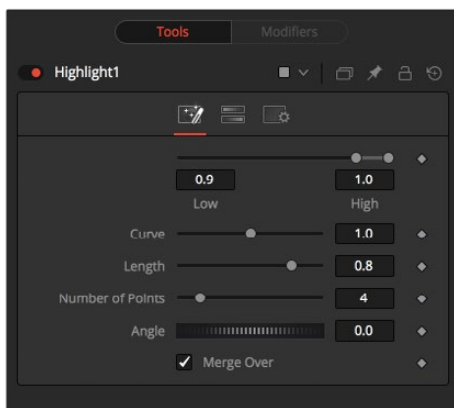 Tools Modifiers
Highlight1
0.9 1.0
Low High
Curve 1.0
Length 0.8
Number of Points 4
Angle 0.0
Merge Over